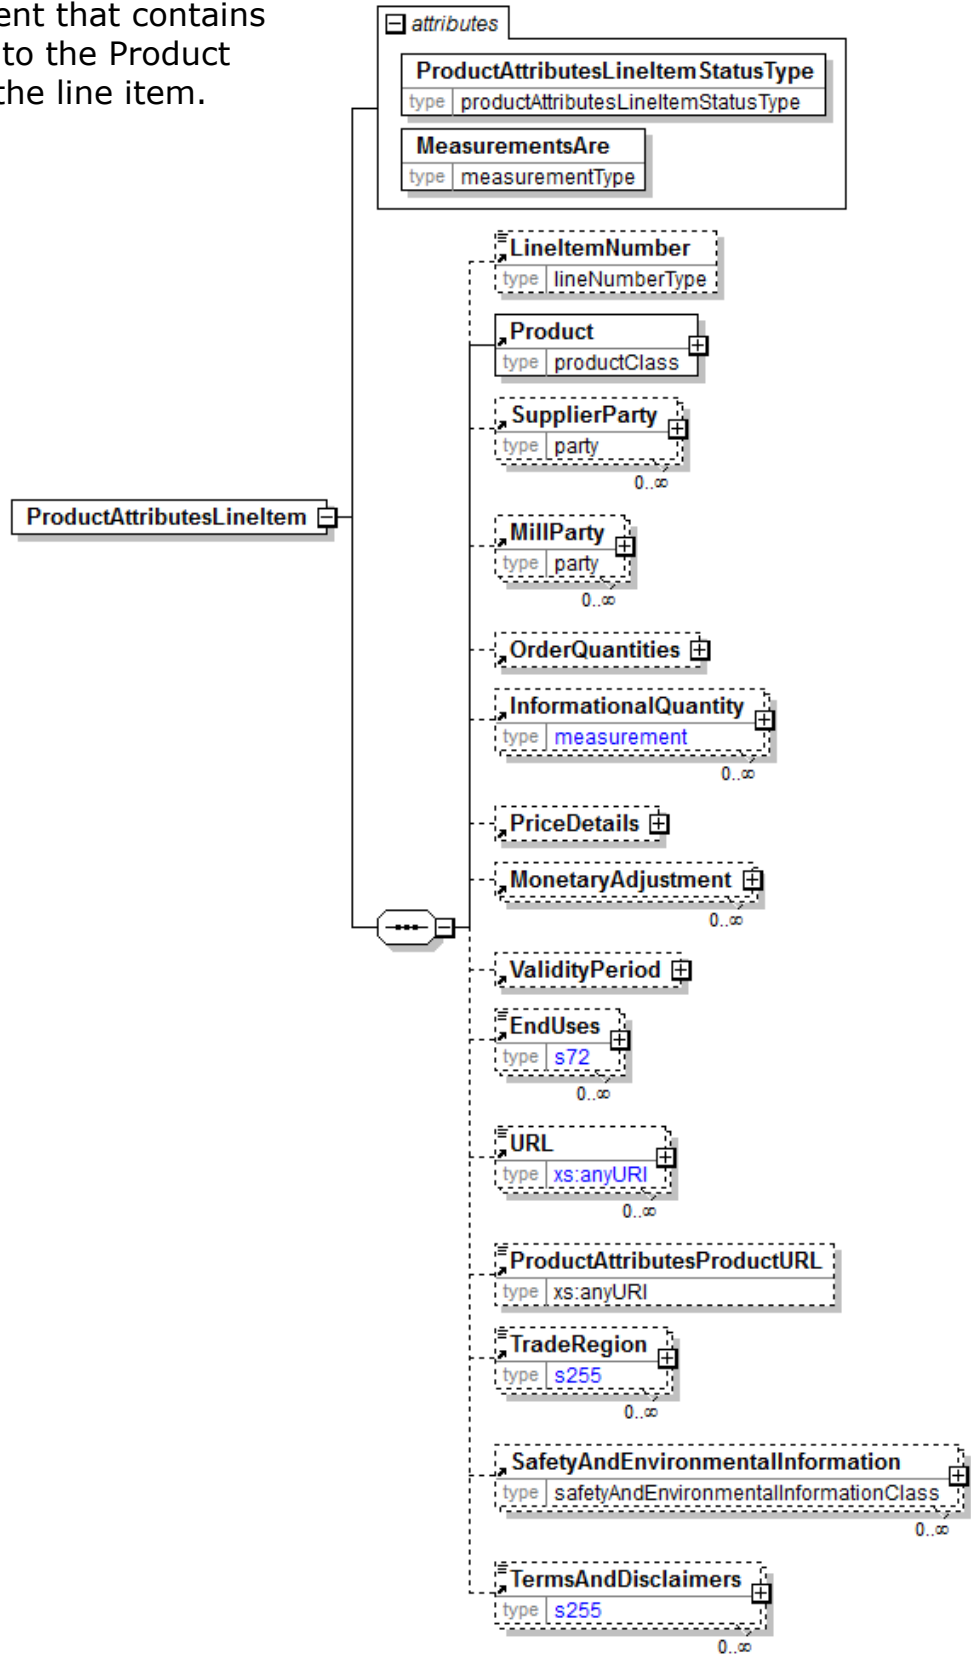 ent that contains
to the Product
the line item.
attributes
ProductAttributesLineItemStatusType
type productAttributesLineItemStatusType
MeasurementsAre
type measurementType
LineItemNumber
type lineNumberType
Product
type productClass
SupplierParty
type party
0..∞
ProductAttributesLineItem
MillParty
type party
0..∞
OrderQuantities
InformationalQuantity
type measurement
0..∞
PriceDetails
MonetaryAdjustment
0..∞
ValidityPeriod
EndUses
type s72
0..∞
URL
type xs:anyURI
0..∞
ProductAttributesProductURL
type xs:anyURI
TradeRegion
type s255
0..∞
SafetyAndEnvironmentalInformation
type safetyAndEnvironmentalInformationClass
0..∞
TermsAndDisclaimers
type s255
0..∞